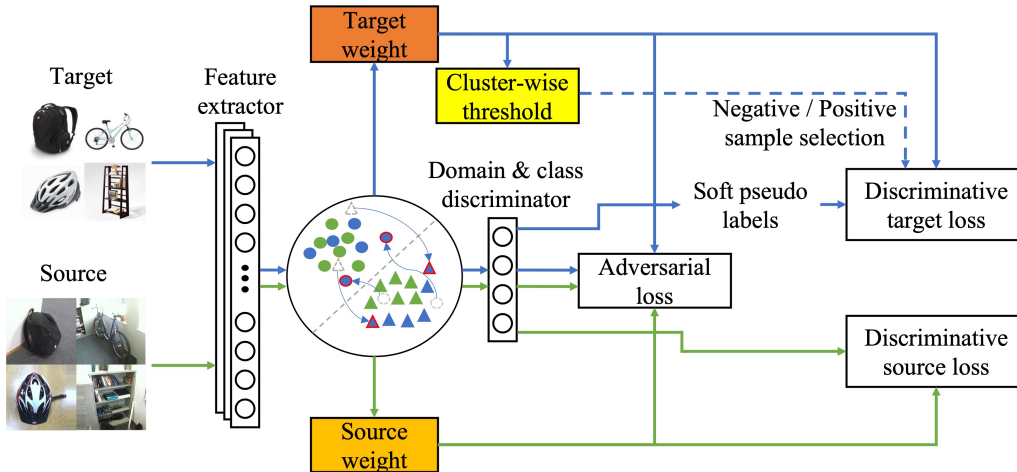 Target
weight
Target
Feature
extractor
Cluster-wise
threshold
Negative / Positive
sample selection
Domain & class
discriminator
Soft pseudo
labels
Discriminative
target loss
Source
Adversarial
loss
Discriminative
source loss
Source
weight